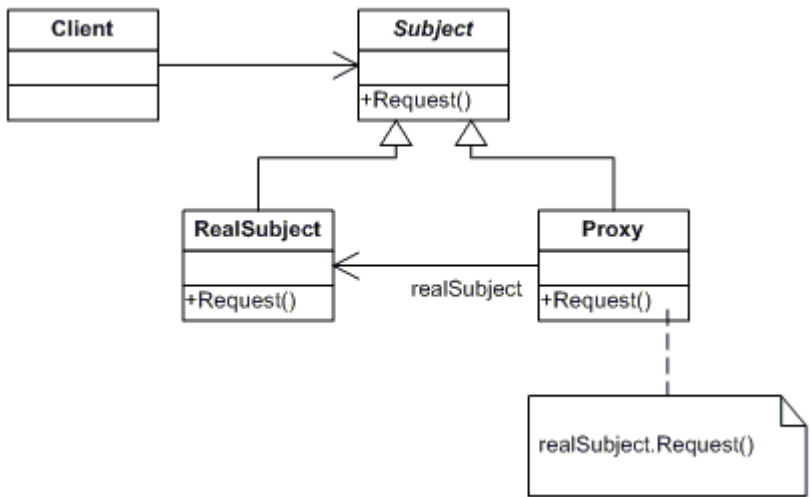 Client
Subject
+Request()
RealSubject
Proxy
realSubject
+Request()
+Request()
realSubject.Request()